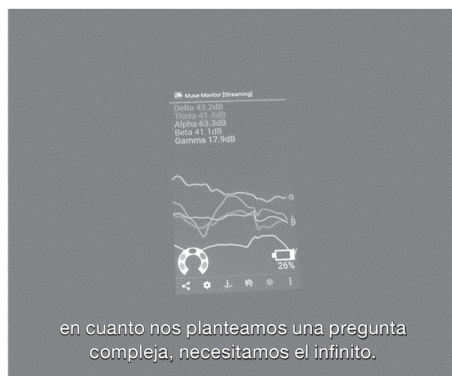 Muse Monitor [Streaming]
Delta 43.2dB
Theta 41.4dB
Alpha 63.3dB
Beta 41.1dB
Gamma 17.9dB
α
β
26%
en cuanto nos planteamos una pregunta
compleja, necesitamos el infinito.